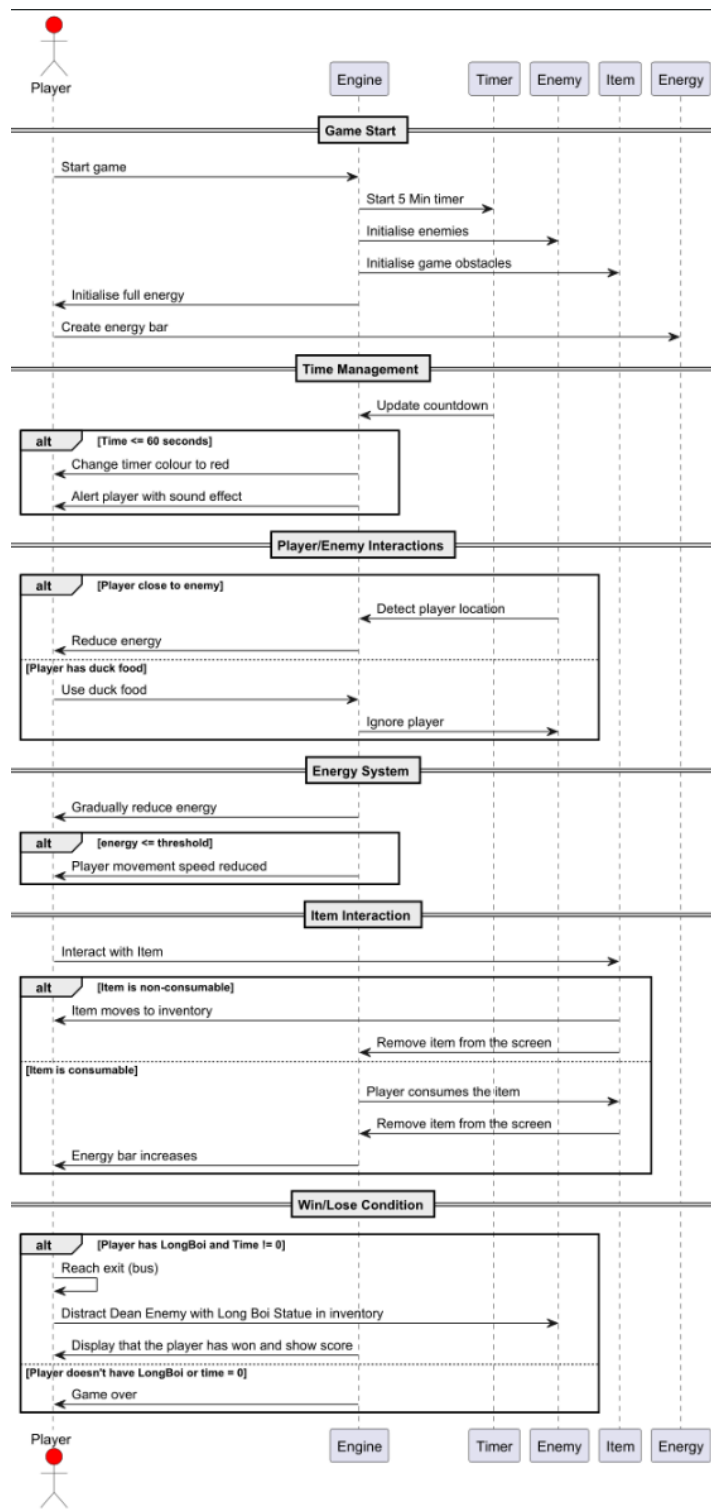 Player
Engine Timer Enemy Item Energy
Game Start
Start game
Start 5 Min timer
Initialise enemies
Initialise game obstacles
Initialise full energy
Create energy bar
Time Management
Update countdown
alt [Time <= 60 seconds]
Change timer colour to red
Alert player with sound effect
Player/Enemy Interactions
alt [Player close to enemy]
Detect player location
Reduce energy
[Player has duck food]
Use duck food
Ignore player
Energy System
Gradually reduce energy
alt [energy <= threshold]
Player movement speed reduced
Item Interaction
Interact with Item
alt [Item is non-consumable]
Item moves to inventory
Remove item from the screen
[Item is consumable]
Player consumes the item
Remove item from the screen
Energy bar increases
Win/Lose Condition
alt [Player has LongBoi and Time != 0]
Reach exit (bus)
Distract Dean Enemy with Long Boi Statue in inventory
Display that the player has won and show score
[Player doesn't have LongBoi or time = 0]
Game over
Player
Engine Timer Enemy Item Energy